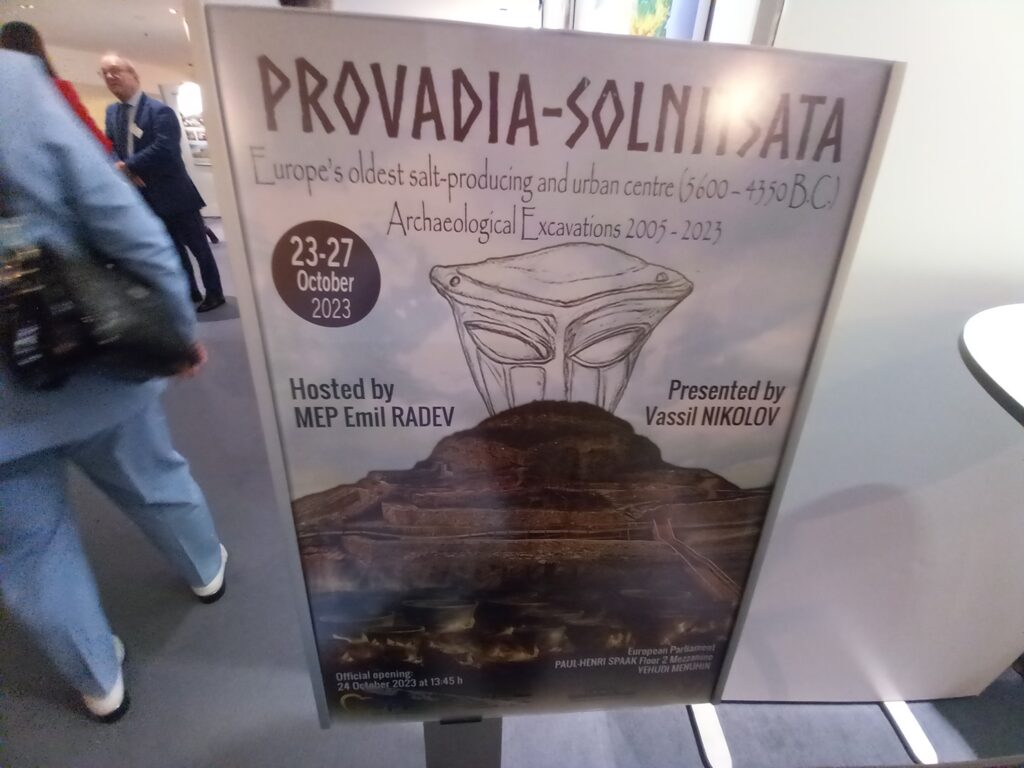 PROVADIA-SOLNITSATA
Europe's oldest salt-producing and urban centre (5600 – 4350 B.C.)
Archaeological Excavations 2005 - 2023
23-27
October
2023
Hosted by
MEP Emil RADEV
Presented by
Vassil NIKOLOV
Official opening:
24 October 2023 at 13:45 h
European Parliament
PAUL-HENRI SPAAK Floor 2 Mezzanine
YEHUDI MENUHIN